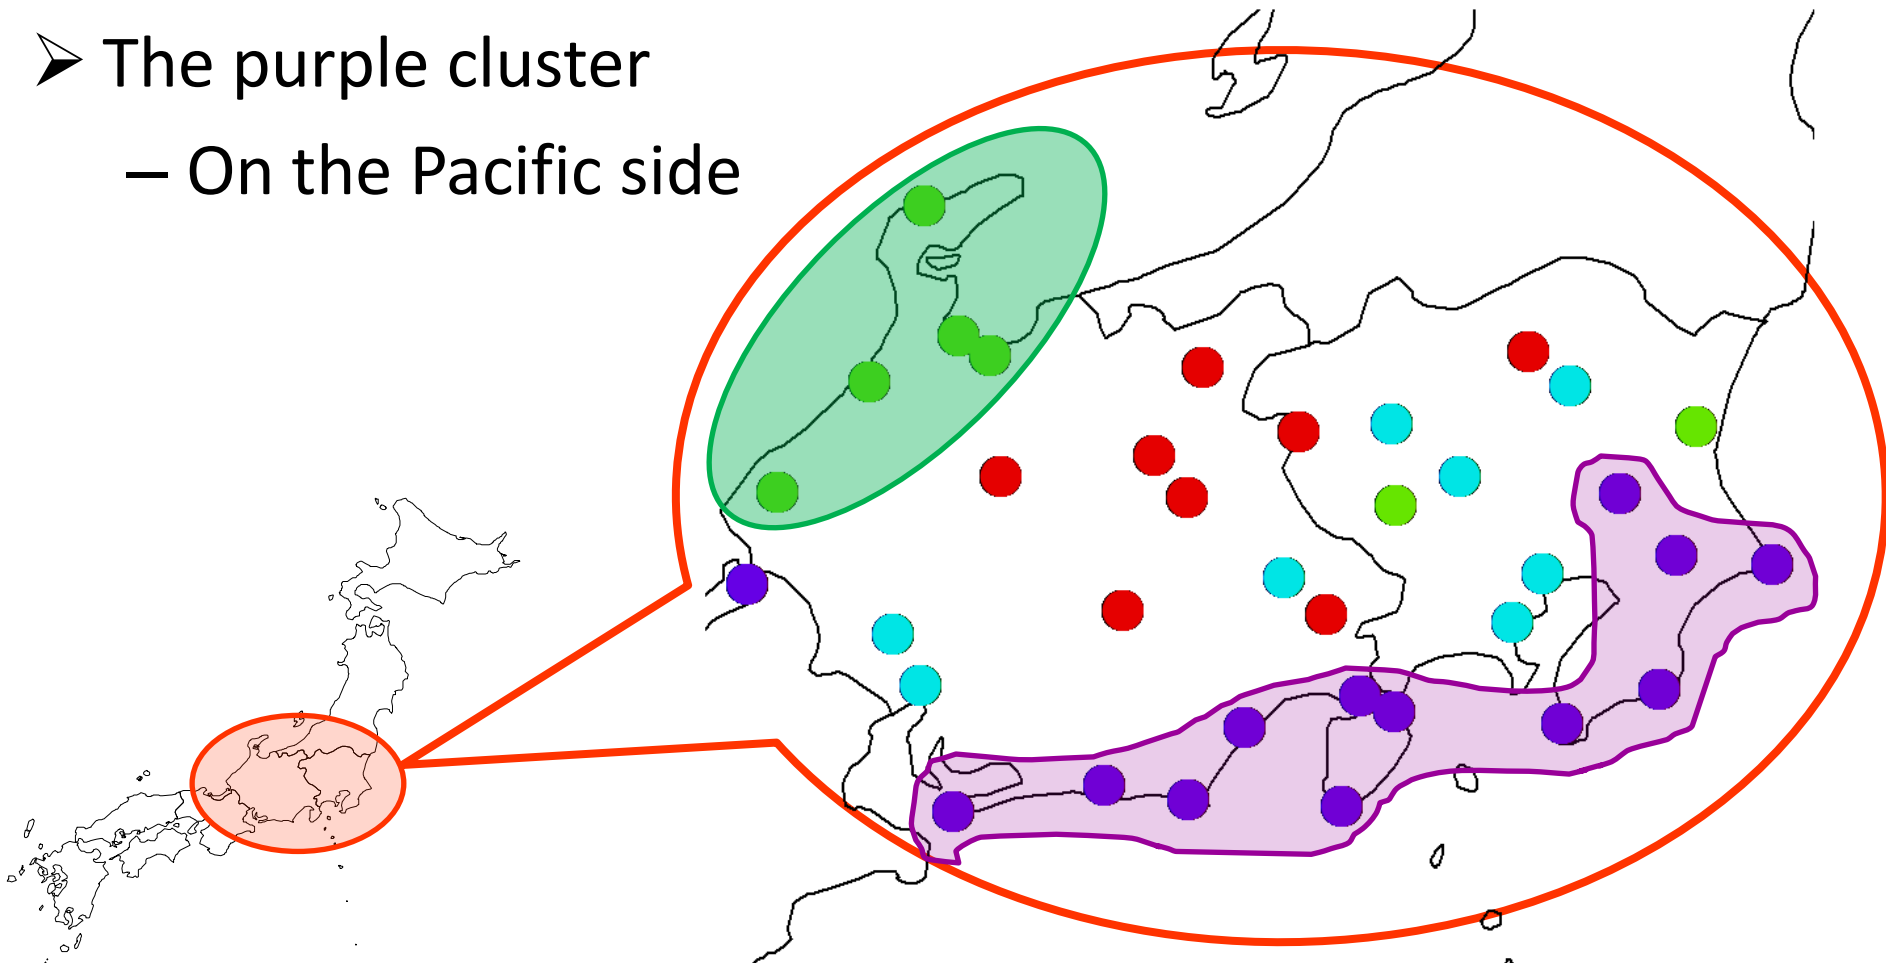 ➢ The purple cluster
– On the Pacific side